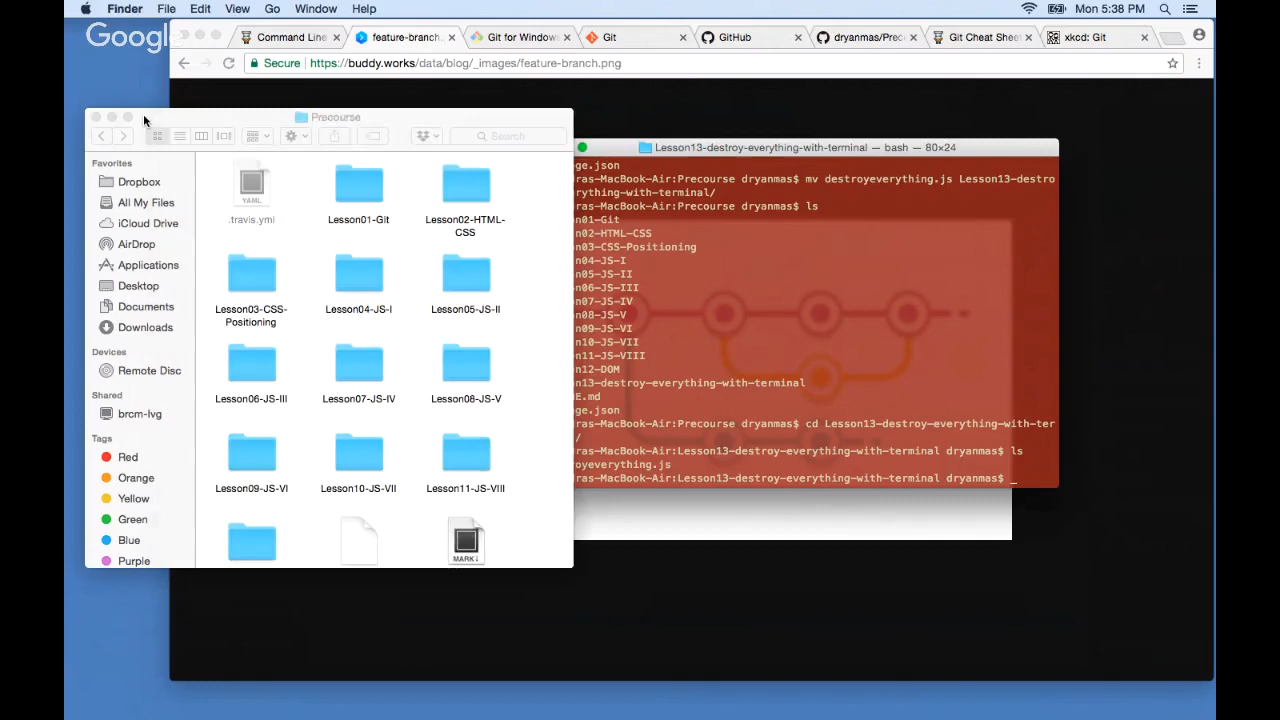 Finder File Edit View Go Window Help Mon 5:38 PM
Google
Command Line
feature-branch.
Git for Windows
Git
GitHub
dryanmas/Prec
Git Cheat Sheet
xkcd: Git
Secure https://buddy.works/data/blog/_images/feature-branch.png
Precourse
Search
Favorites
Dropbox
All My Files
iCloud Drive
AirDrop
Applications
Desktop
Documents
Downloads
Devices
Remote Disc
Shared
brcm-lvg
Tags
Red
Orange
Yellow
Green
Blue
Purple
YAML
.travis.yml
Lesson01-Git
Lesson02-HTML-
CSS
Lesson03-CSS-
Positioning
Lesson04-JS-I
Lesson05-JS-II
Lesson06-JS-III
Lesson07-JS-IV
Lesson08-JS-V
Lesson09-JS-VI
Lesson10-JS-VII
Lesson11-JS-VIII
MARK↓
Lesson13-destroy-everything-with-terminal — bash — 80x24
ge.json
ras-MacBook-Air:Precourse dryanmas$ mv destroyeverything.js Lesson13-destro
rything-with-terminal/
ras-MacBook-Air:Precourse dryanmas$ ls
n01-Git
n02-HTML-CSS
n03-CSS-Positioning
n04-JS-I
n05-JS-II
n06-JS-III
n07-JS-IV
n08-JS-V
n09-JS-VI
n10-JS-VII
n11-JS-VIII
n12-DOM
n13-destroy-everything-with-terminal
E.md
ge.json
ras-MacBook-Air:Precourse dryanmas$ cd Lesson13-destroy-everything-with-ter
/
ras-MacBook-Air:Lesson13-destroy-everything-with-terminal dryanmas$ ls
royeverything.js
ras-MacBook-Air:Lesson13-destroy-everything-with-terminal dryanmas$ _